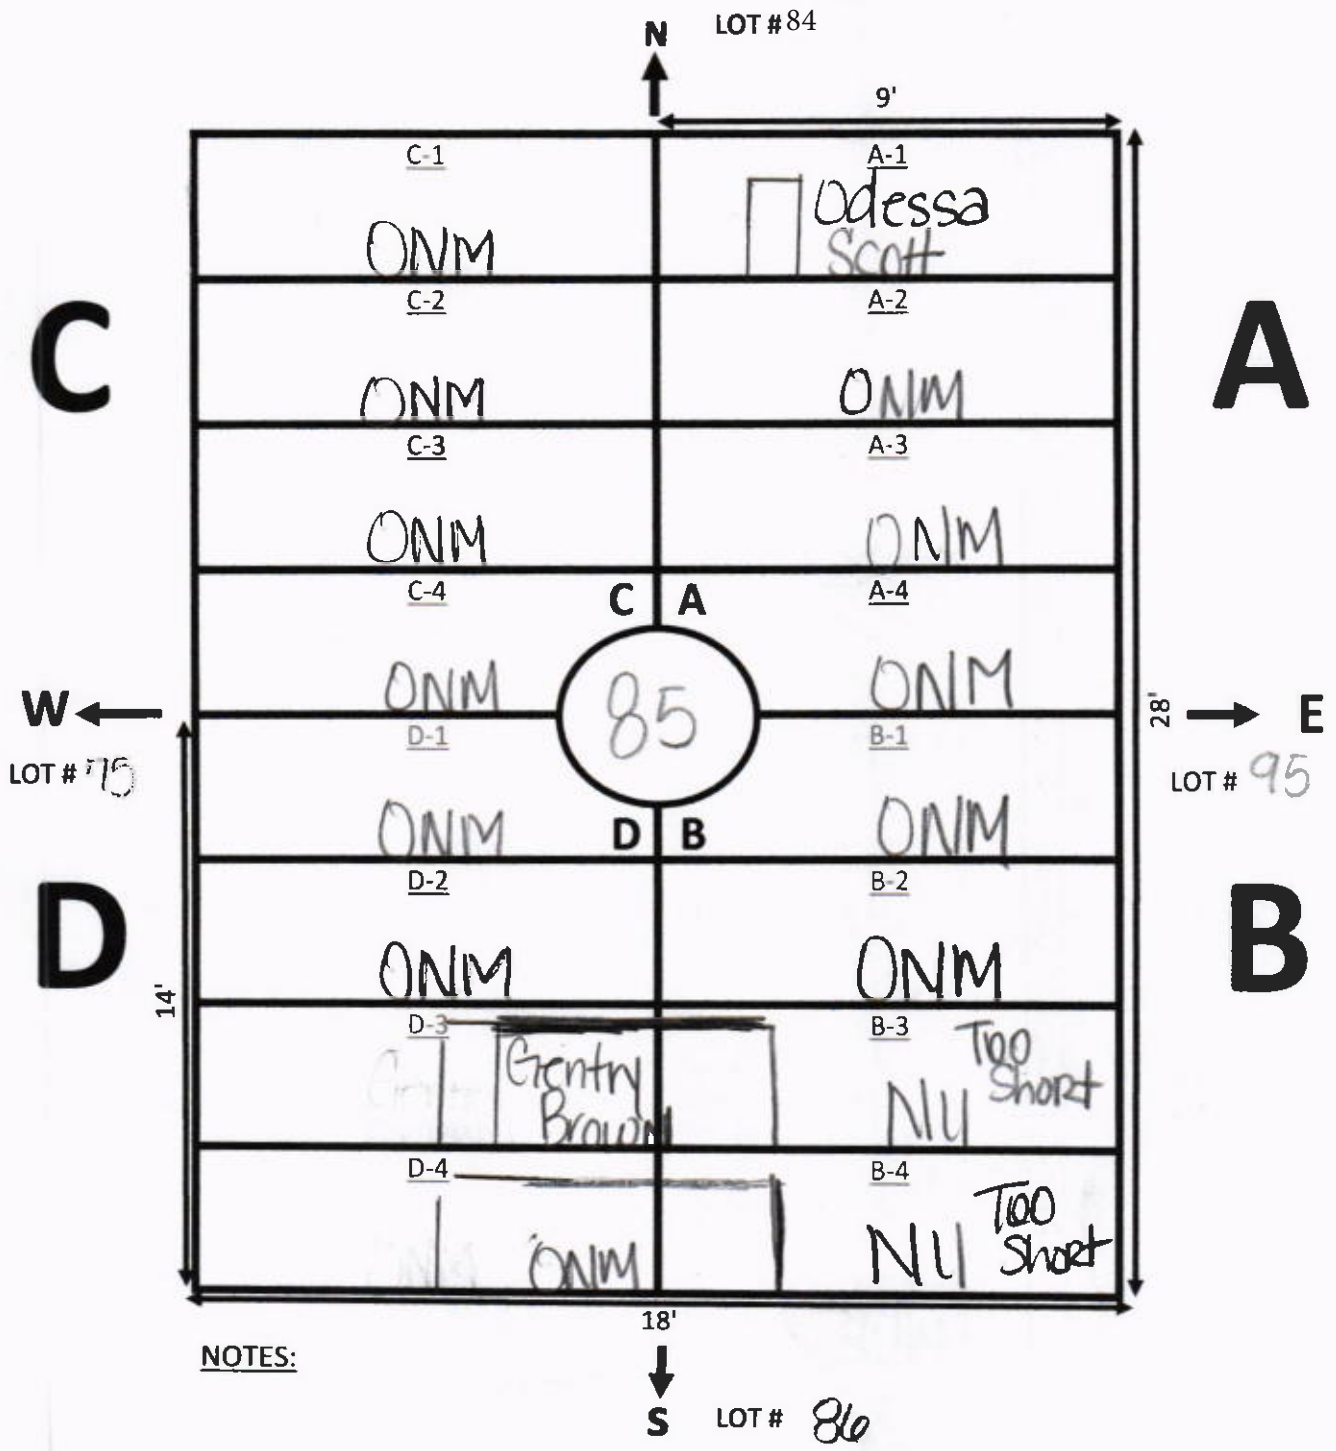 LOT # 84
N
9'
C-1
A-1
Odessa
Scott
ONM
C-2
A-2
ONM
ONM
C
A
C-3
A-3
ONM
ONM
C-4
C A
A-4
ONM
ONM
85
W
E
28'
D-1
B-1
LOT #
LOT # 95
ONM
D B
ONM
D-2
B-2
D
B
ONM
ONM
14'
D-3
B-3
Too
Short
Gentry
Brown
NU
D-4
B-4
Too
Short
ONM
NU
18'
NOTES:
S
LOT # 86